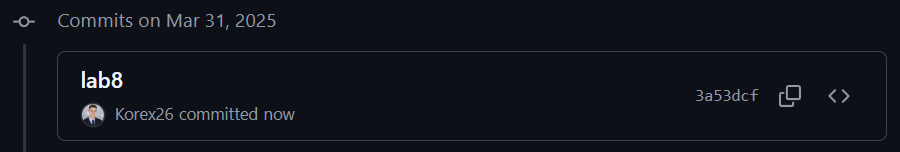 Commits on Mar 31, 2025
lab8
Korex26 committed now
3a53dcf